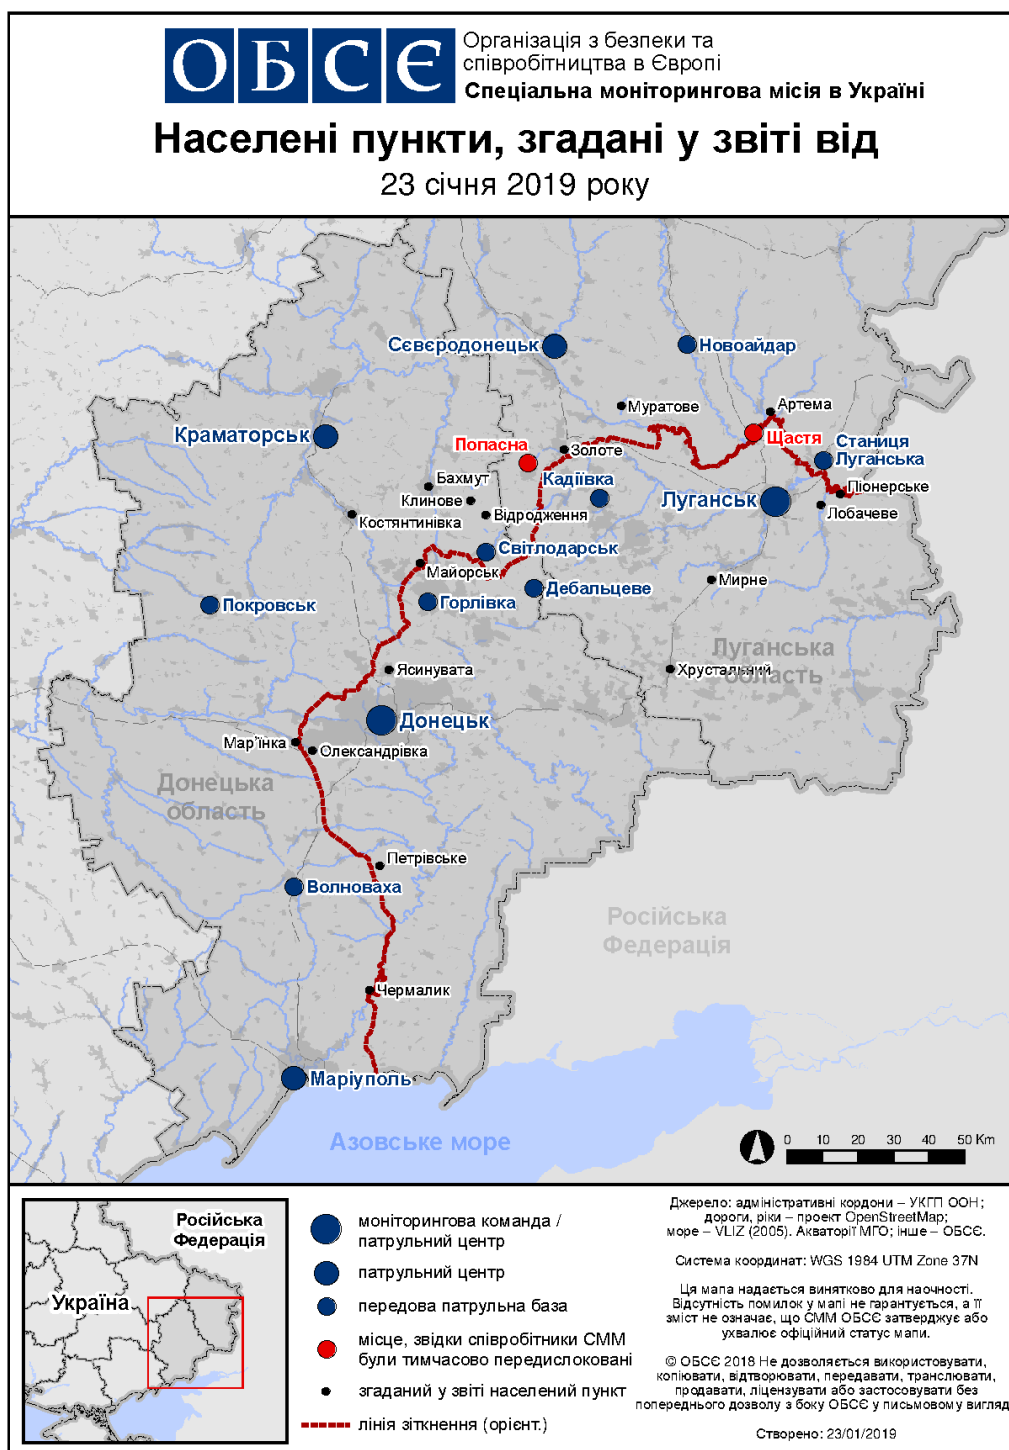 ОБСЄ
Організація з безпеки та
співробітництва в Європі
Спеціальна моніторингова місія в Україні
Населені пункти, згадані у звіті від
23 січня 2019 року
Сєвєродонецьк
Новоайдар
Муратове
Артема
Краматорськ
Попасна
Золоте
Щастя
Станиця
Луганська
Бахмут
Кадіївка
Клинове
Луганськ
Піонерське
Костянтинівка
Відродження
Лобачеве
Світлодарськ
Майорськ
Мирне
Дебальцеве
Покровськ
Горлівка
Луганська
область
Ясинувата
Хрустальний
Донецьк
Мар'їнка
Олександрівка
Донецька
область
Петрівське
Волноваха
Російська
Федерація
Чермалик
Маріуполь
Азовське море
0 10 20 30 40 50 Km
Російська
Федерація
Україна
моніторингова команда /
патрульний центр
патрульний центр
передова патрульна база
місце, звідки співробітники СММ
були тимчасово передислоковані
згаданий у звіті населений пункт
лінія зіткнення (орієнт.)
Джерело: адміністративні кордони – УКГП ООН;
дороги, ріки – проект OpenStreetMap;
море – VLIZ (2005). Акваторії МГО; інше – ОБСЄ.
Система координат: WGS 1984 UTM Zone 37N
Ця мапа надається винятково для наочності.
Відсутність помилок у мапі не гарантується, а її
зміст не означає, що СММ ОБСЄ затверджує або
ухвалює офіційний статус мапи.
© ОБСЄ 2018 Не дозволяється використовувати,
копіювати, відтворювати, передавати, транслювати,
продавати, ліцензувати або застосовувати без
попереднього дозволу з боку ОБСЄ у письмовому вигляд
Створено: 23/01/2019